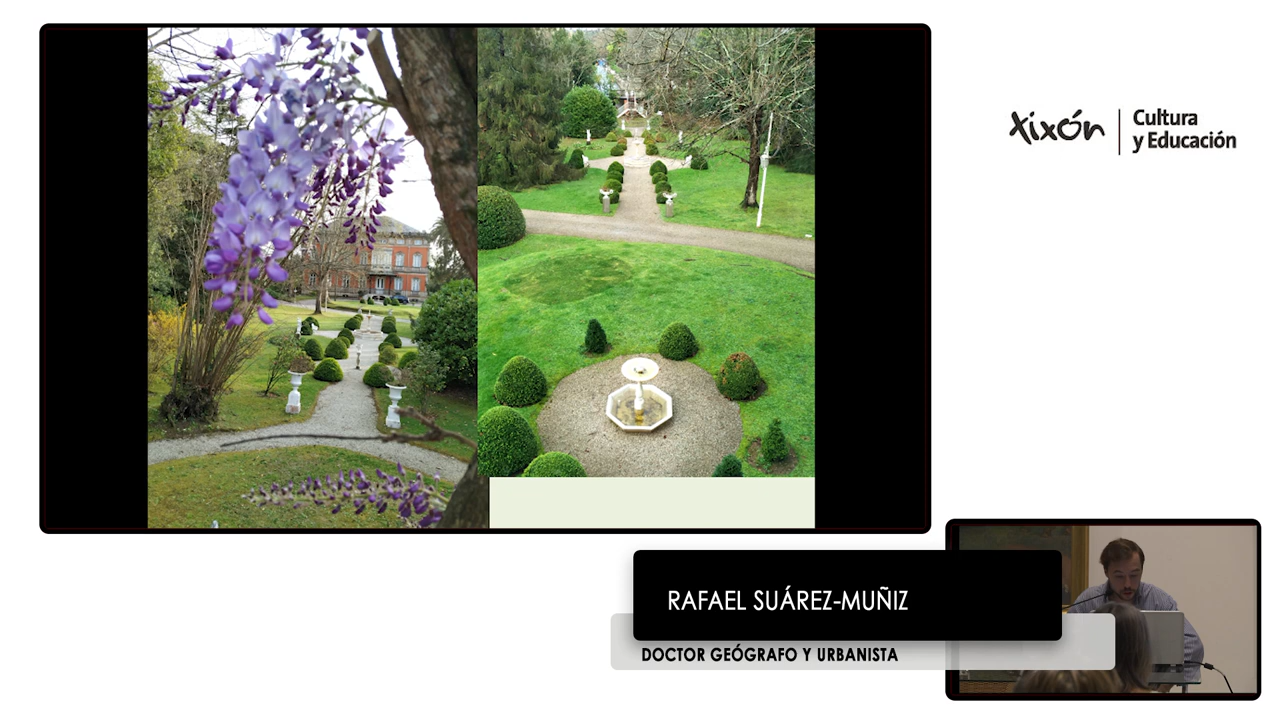 xixón
Cultura
y Educación
RAFAEL SUÁREZ-MUÑIZ
DOCTOR GEÓGRAFO Y URBANISTA